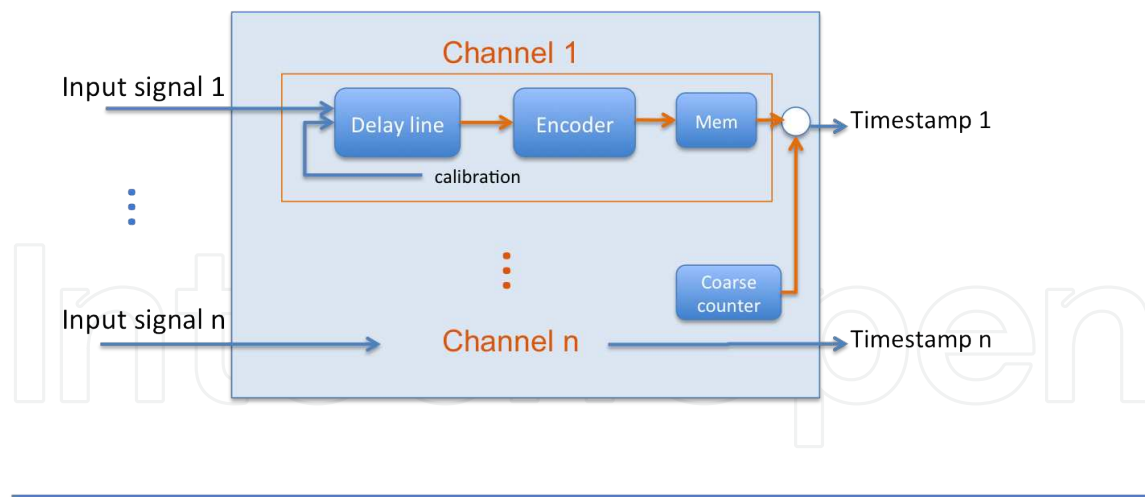 Channel 1
Input signal 1
Delay line
Encoder
Mem
Timestamp 1
calibration
Coarse
counter
Input signal n
Channel n
Timestamp n